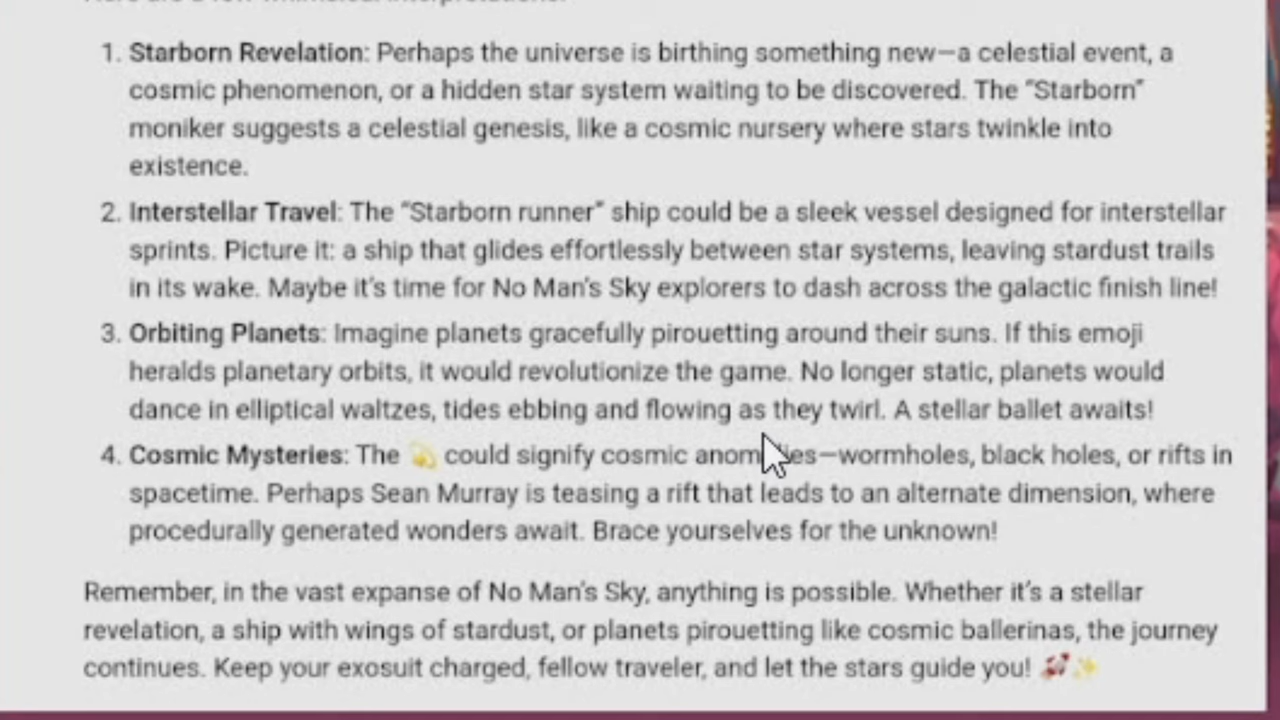 1. Starborn Revelation: Perhaps the universe is birthing something new—a celestial event, a
cosmic phenomenon, or a hidden star system waiting to be discovered. The “Starborn”
moniker suggests a celestial genesis, like a cosmic nursery where stars twinkle into
existence.
2. Interstellar Travel: The “Starborn runner” ship could be a sleek vessel designed for interstellar
sprints. Picture it: a ship that glides effortlessly between star systems, leaving stardust trails
in its wake. Maybe it’s time for No Man’s Sky explorers to dash across the galactic finish line!
3. Orbiting Planets: Imagine planets gracefully pirouetting around their suns. If this emoji
heralds planetary orbits, it would revolutionize the game. No longer static, planets would
dance in elliptical waltzes, tides ebbing and flowing as they twirl. A stellar ballet awaits!
4. Cosmic Mysteries: The 💫 could signify cosmic anomalies—wormholes, black holes, or rifts in
spacetime. Perhaps Sean Murray is teasing a rift that leads to an alternate dimension, where
procedurally generated wonders await. Brace yourselves for the unknown!
Remember, in the vast expanse of No Man’s Sky, anything is possible. Whether it’s a stellar
revelation, a ship with wings of stardust, or planets pirouetting like cosmic ballerinas, the journey
continues. Keep your exosuit charged, fellow traveler, and let the stars guide you! 🚀✨